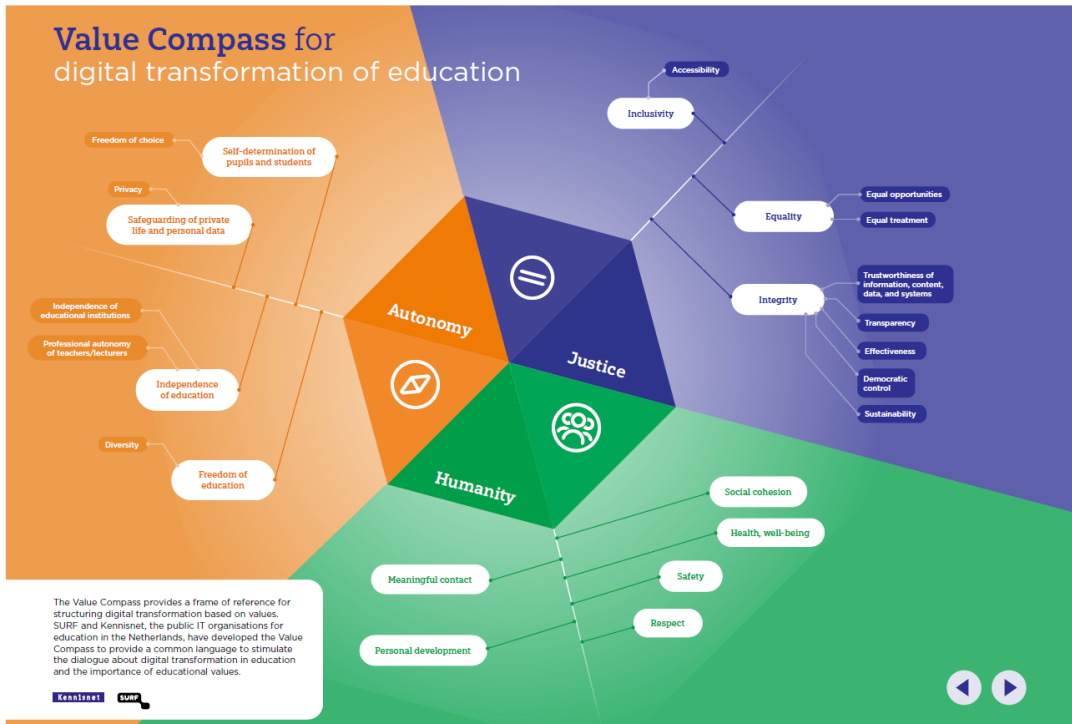 Value Compass for
digital transformation of education
Freedom of choice
Self-determination of
pupils and students
Privacy
Safeguarding of private
life and personal data
Independence of
educational institutions
Professional autonomy
of teachers/lecturers
Independence
of education
Diversity
Freedom of
education
Autonomy
Accessibility
Inclusivity
Equality
Equal opportunities
Equal treatment
Integrity
Trustworthiness of
information, content,
data, and systems
Transparency
Effectiveness
Democratic
control
Sustainability
Justice
Humanity
Social cohesion
Health, well-being
Meaningful contact
Safety
Respect
Personal development
The Value Compass provides a frame of reference for
structuring digital transformation based on values.
SURF and Kennisnet, the public IT organisations for
education in the Netherlands, have developed the Value
Compass to provide a common language to stimulate
the dialogue about digital transformation in education
and the importance of educational values.
Kennisnet
SURF